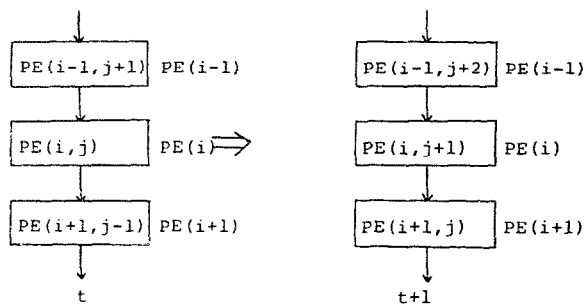 PE(i-1,j+1) PE(i-1)
PE(i,j) PE(i)
PE(i+1,j-1) PE(i+1)
t
PE(i-1,j+2) PE(i-1)
PE(i,j+1) PE(i)
PE(i+1,j) PE(i+1)
t+1